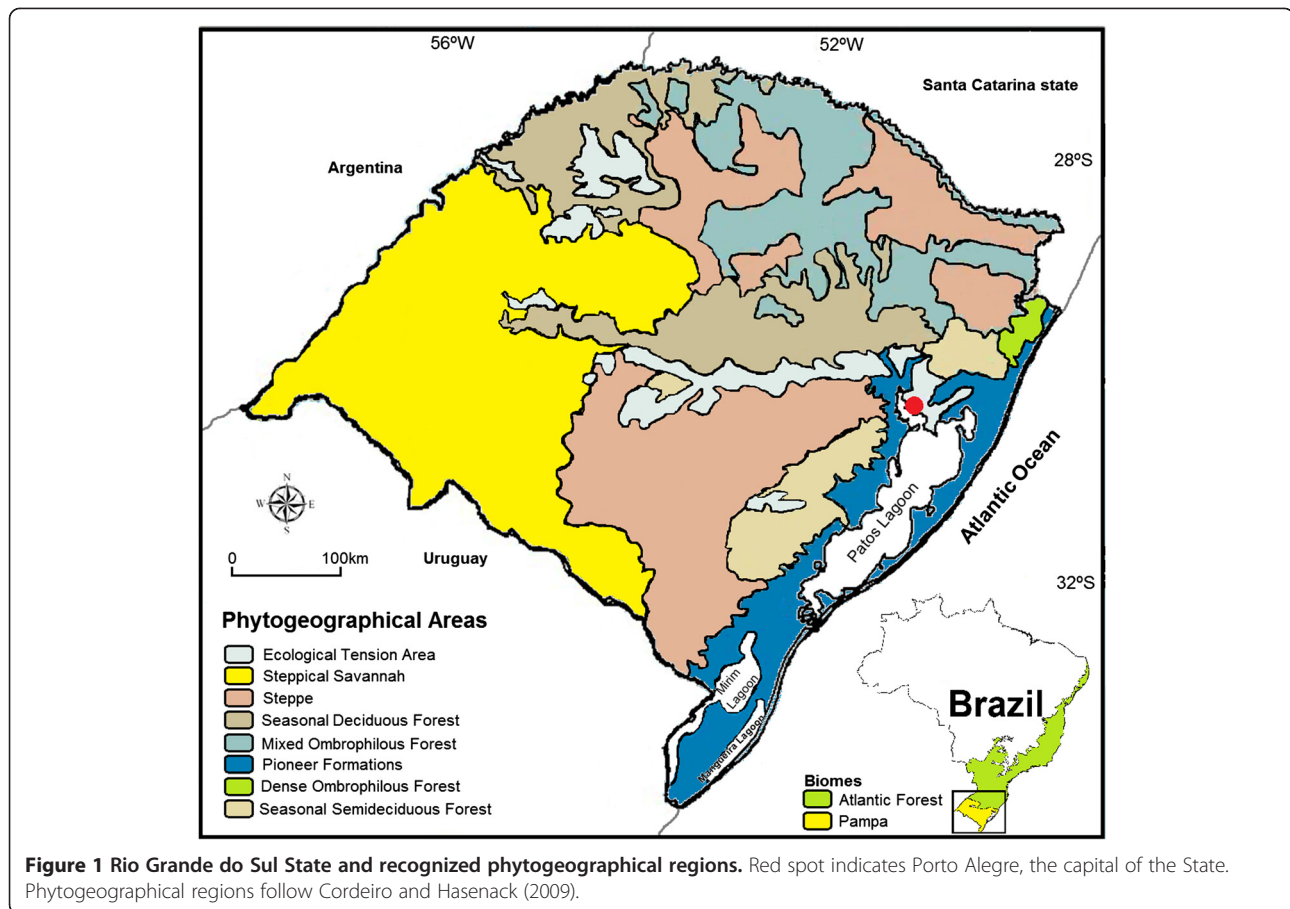 56ºW
52ºW
Santa Catarina state
28ºS
Argentina
Atlantic Ocean
Patos Lagoon
N
W E
S
0 100km
Uruguay
32ºS
Phytogeographical Areas
Ecological Tension Area
Steppical Savannah
Steppe
Seasonal Deciduous Forest
Mixed Ombrophilous Forest
Pioneer Formations
Dense Ombrophilous Forest
Seasonal Semideciduous Forest
Mirim
Lagoon
Mangueira Lagoon
Brazil
Biomes
Atlantic Forest
Pampa
Figure 1 Rio Grande do Sul State and recognized phytogeographical regions. Red spot indicates Porto Alegre, the capital of the State.
Phytogeographical regions follow Cordeiro and Hasenack (2009).